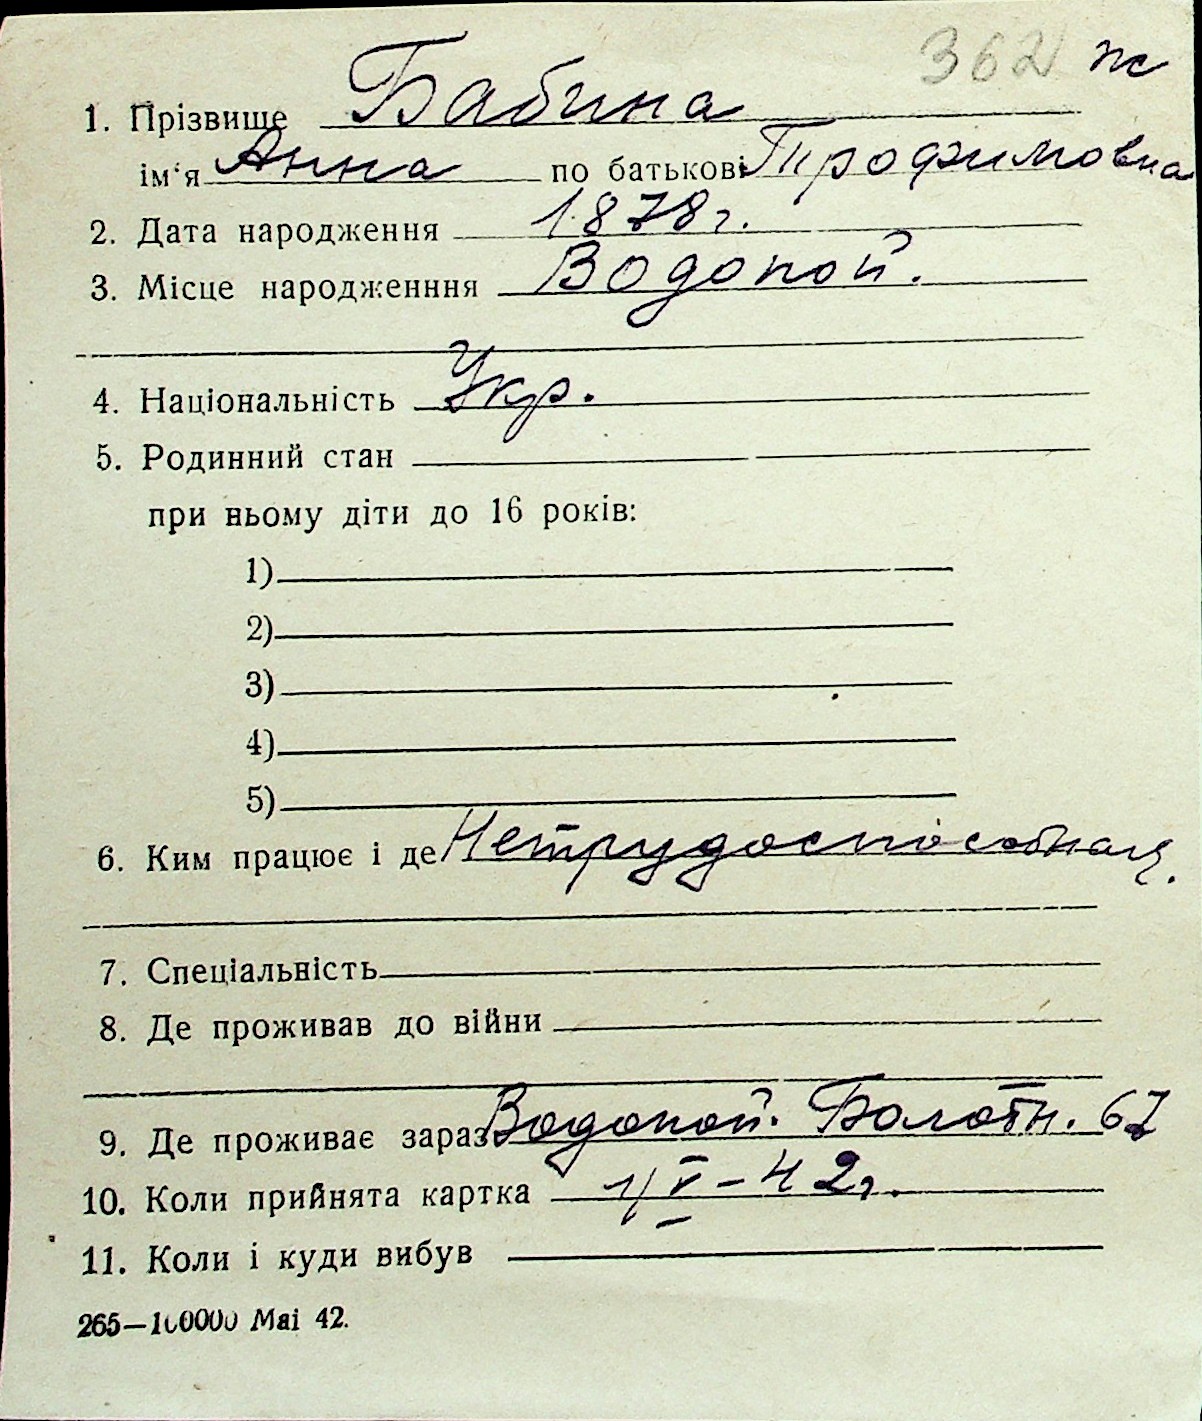 362 ж
1. Прізвище Бабина
ім‘я Анна по батькові Трофимовна
2. Дата народження 1878 г.
3. Місце народженння Водопой.
4. Національність Укр.
5. Родинний стан
при ньому діти до 16 років:
1)
2)
3)
4)
5)
6. Ким працює і де Нетрудоспособная.
7. Спеціальність
8. Де проживав до війни
9. Де проживає зараз Водопой. Болотн. 67
10. Коли прийнята картка 1/V – 42 г.
11. Коли і куди вибув
265—100000 Mai 42.